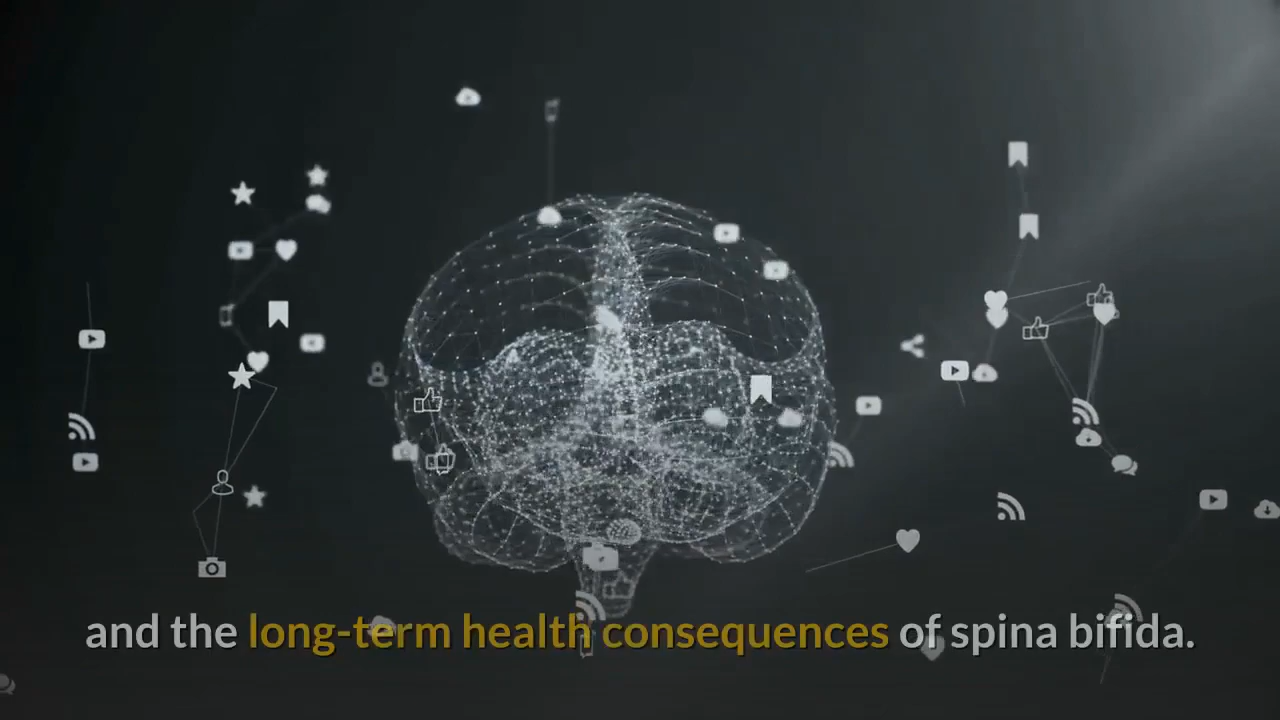 and the long-term health consequences of spina bifida.